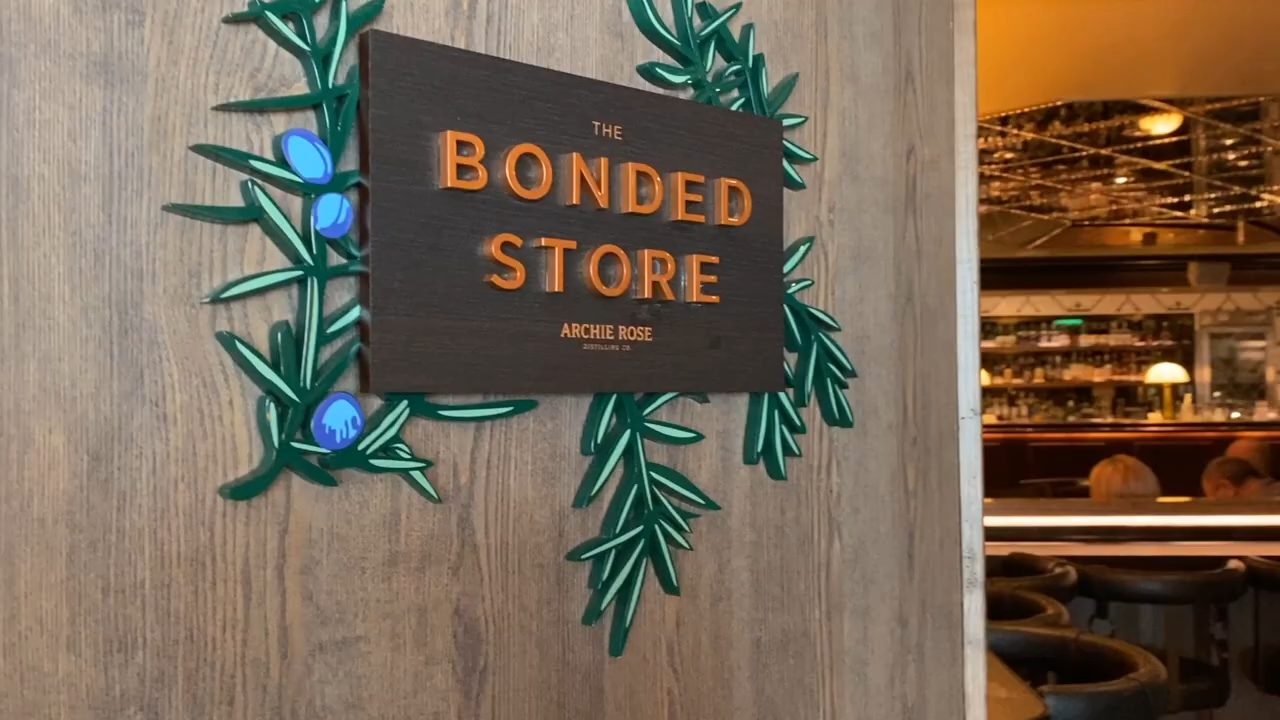 THE
BONDED
STORE
ARCHIE ROSE
DISTILLING CO.